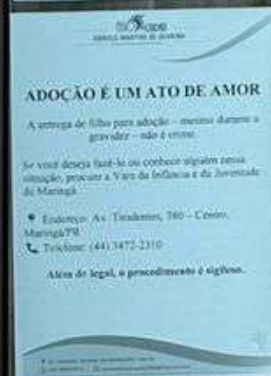 ADOÇÃO É UM ATO DE AMOR
A entrega de filho para adoção – mesmo durante a
gravidez – não é crime.
Se você deseja fazê-lo ou conhece alguém nessa
situação, procure a Vara da Infância e da Juventude
de Maringá.
Endereço: Av. Tiradentes, 380 – Centro,
Maringá/PR
Telefone: (44) 3472-2310
Além de legal, o procedimento é sigiloso.